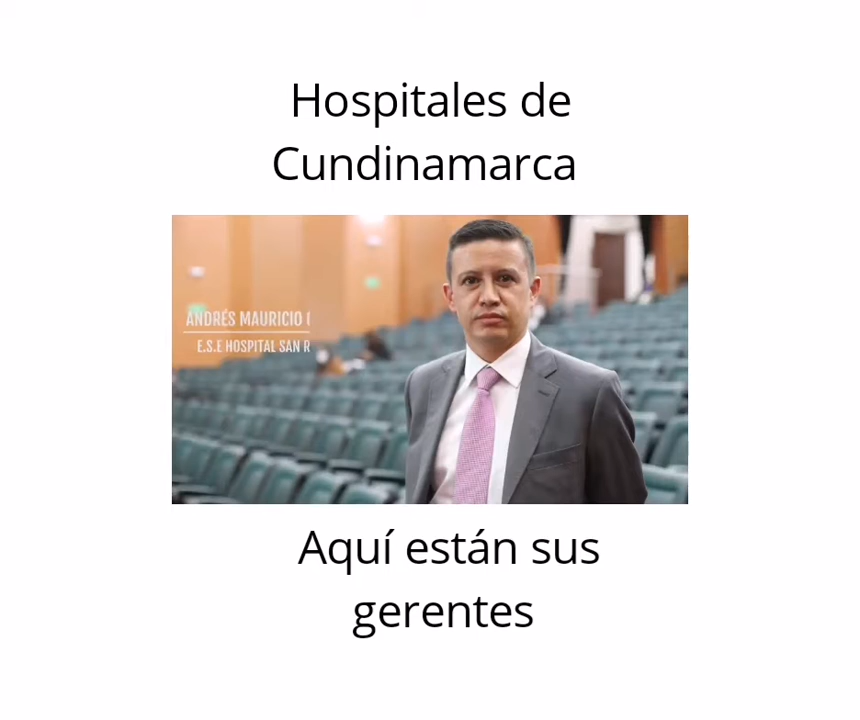 Hospitales de
Cundinamarca
ANDRÉS MAURICIO
E.S.E HOSPITAL SAN R
Aquí están sus
gerentes